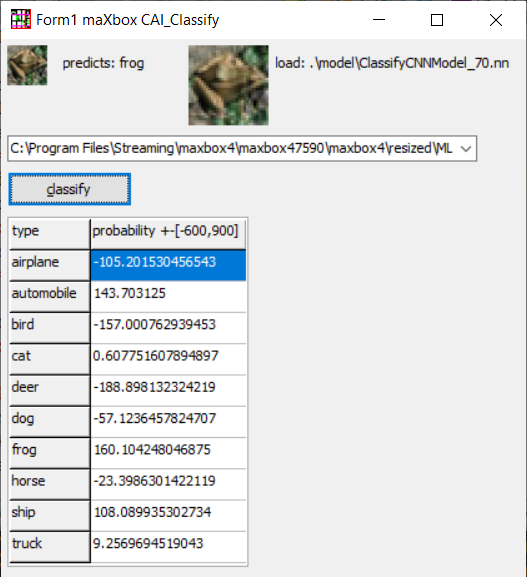 Form1 maXbox CAI_Classify
predicts: frog
load: .\model\ClassifyCNNModel_70.nn
C:\Program Files\Streaming\maxbox4\maxbox47590\maxbox4\resized\ML
classify
type probability +-[-600,900]
airplane -105.201530456543
automobile 143.703125
bird -157.000762939453
cat 0.607751607894897
deer -188.898132324219
dog -57.1236457824707
frog 160.104248046875
horse -23.3986301422119
ship 108.089935302734
truck 9.2569694519043